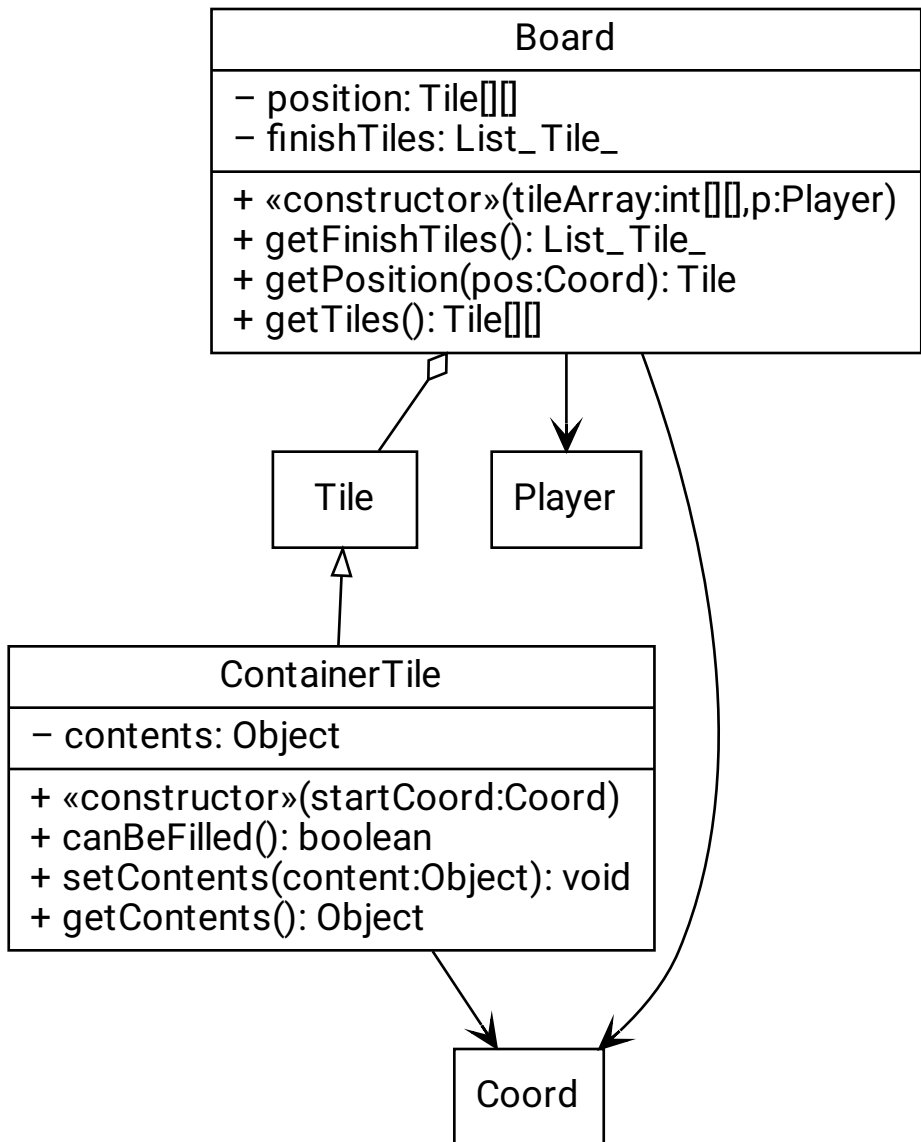 Board
– position: Tile[][]
– finishTiles: List_Tile_
+ «constructor»(tileArray:int[][],p:Player)
+ getFinishTiles(): List_Tile_
+ getPosition(pos:Coord): Tile
+ getTiles(): Tile[][]
Tile
Player
ContainerTile
– contents: Object
+ «constructor»(startCoord:Coord)
+ canBeFilled(): boolean
+ setContents(content:Object): void
+ getContents(): Object
Coord